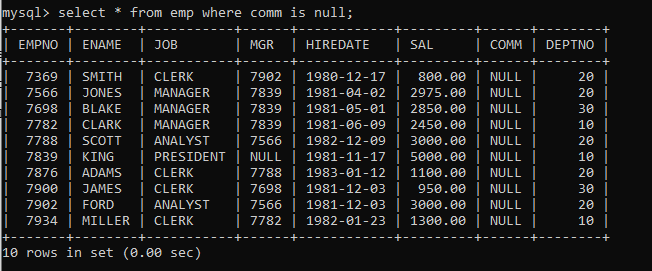 mysql> select * from emp where comm is null;
+-------+--------+-----------+------+------------+---------+------+--------+
| EMPNO | ENAME  | JOB       | MGR  | HIREDATE   | SAL     | COMM | DEPTNO |
+-------+--------+-----------+------+------------+---------+------+--------+
|  7369 | SMITH  | CLERK     | 7902 | 1980-12-17 |  800.00 | NULL |     20 |
|  7566 | JONES  | MANAGER   | 7839 | 1981-04-02 | 2975.00 | NULL |     20 |
|  7698 | BLAKE  | MANAGER   | 7839 | 1981-05-01 | 2850.00 | NULL |     30 |
|  7782 | CLARK  | MANAGER   | 7839 | 1981-06-09 | 2450.00 | NULL |     10 |
|  7788 | SCOTT  | ANALYST   | 7566 | 1982-12-09 | 3000.00 | NULL |     20 |
|  7839 | KING   | PRESIDENT | NULL | 1981-11-17 | 5000.00 | NULL |     10 |
|  7876 | ADAMS  | CLERK     | 7788 | 1983-01-12 | 1100.00 | NULL |     20 |
|  7900 | JAMES  | CLERK     | 7698 | 1981-12-03 |  950.00 | NULL |     30 |
|  7902 | FORD   | ANALYST   | 7566 | 1981-12-03 | 3000.00 | NULL |     20 |
|  7934 | MILLER | CLERK     | 7782 | 1982-01-23 | 1300.00 | NULL |     10 |
+-------+--------+-----------+------+------------+---------+------+--------+
10 rows in set (0.00 sec)